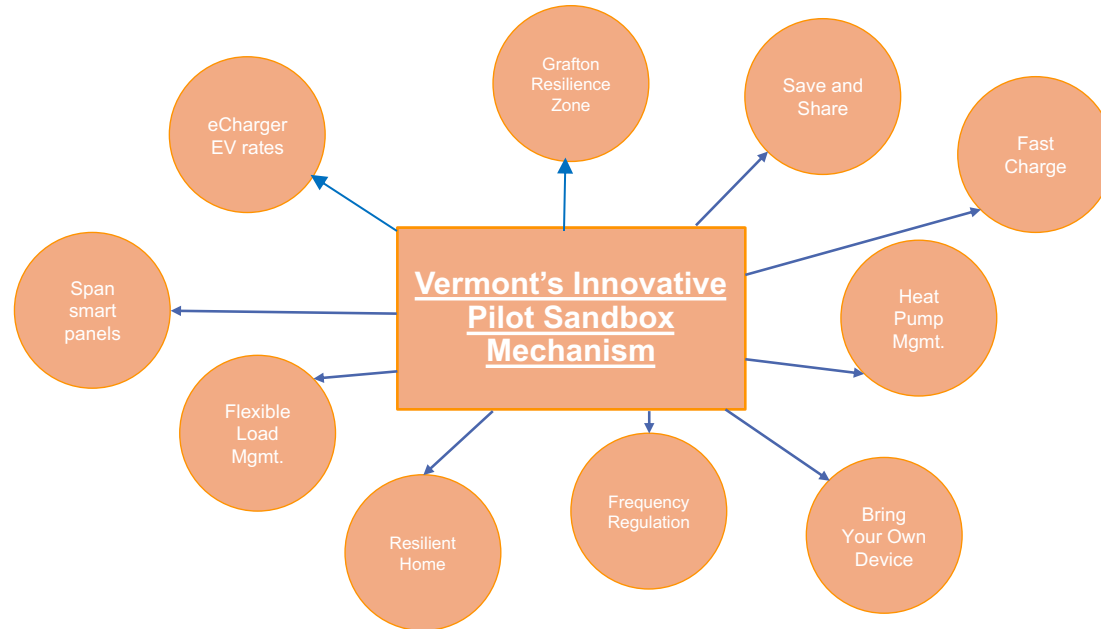 Grafton
Resilience
Zone
Save and
Share
eCharger
EV rates
Fast
Charge
Vermont’s Innovative
Pilot Sandbox
Mechanism
Span
smart
panels
Heat
Pump
Mgmt.
Flexible
Load
Mgmt.
Frequency
Regulation
Bring
Your Own
Device
Resilient
Home